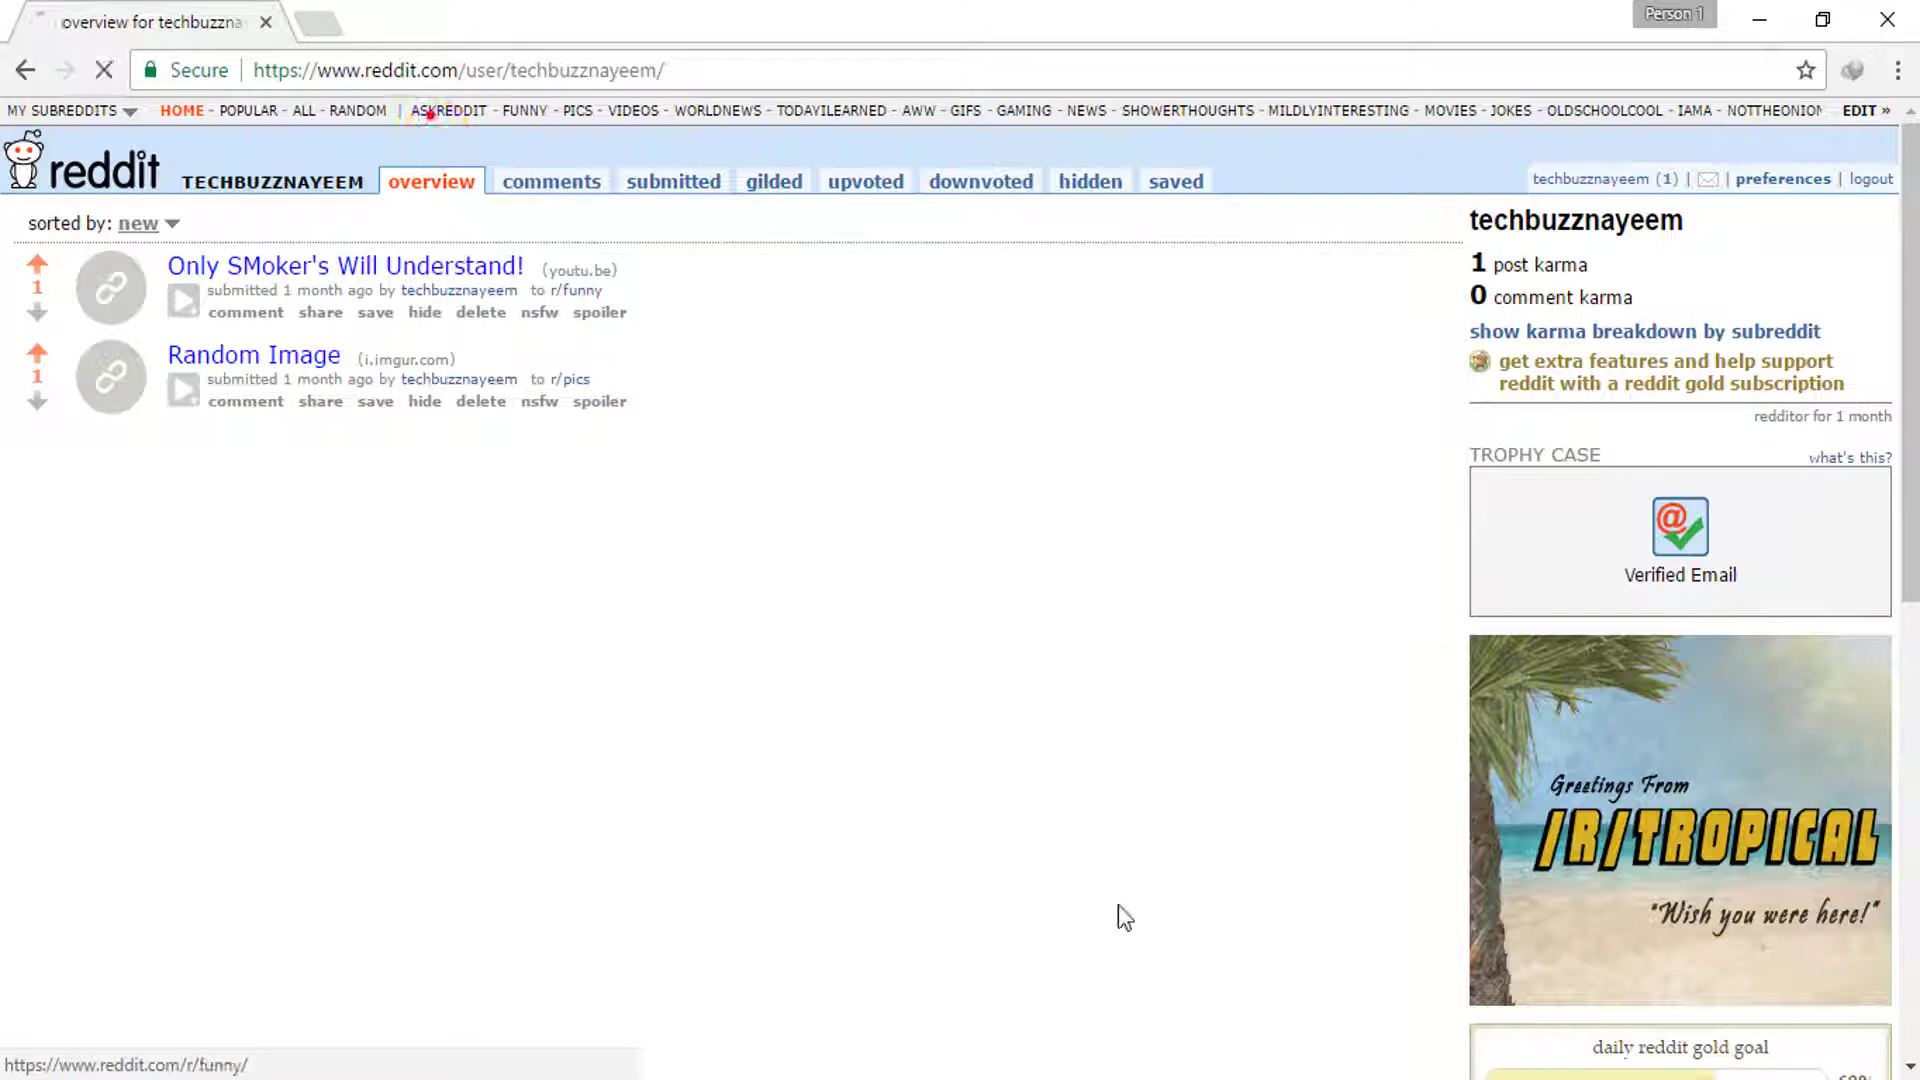 overview for techbuzzna
Person 1
Secure https://www.reddit.com/user/techbuzznayeem/
MY SUBREDDITS HOME - POPULAR - ALL - RANDOM | ASKREDDIT - FUNNY - PICS - VIDEOS - WORLDNEWS - TODAYILEARNED - AWW - GIFS - GAMING - NEWS - SHOWERTHOUGHTS - MILDLYINTERESTING - MOVIES - JOKES - OLDSCHOOLCOOL - IAMA - NOTTHEONION EDIT »
reddit TECHBUZZNAYEEM overview comments submitted gilded upvoted downvoted hidden saved
techbuzznayeem (1) | | preferences | logout
sorted by: new
Only SMoker's Will Understand! (youtu.be)
1
submitted 1 month ago by techbuzznayeem to r/funny
comment share save hide delete nsfw spoiler
Random Image (i.imgur.com)
1
submitted 1 month ago by techbuzznayeem to r/pics
comment share save hide delete nsfw spoiler
techbuzznayeem
1 post karma
0 comment karma
show karma breakdown by subreddit
get extra features and help support
reddit with a reddit gold subscription
redditor for 1 month
TROPHY CASE what's this?
@
Verified Email
Greetings From
/R/TROPICAL
"Wish you were here!"
daily reddit gold goal
https://www.reddit.com/r/funny/